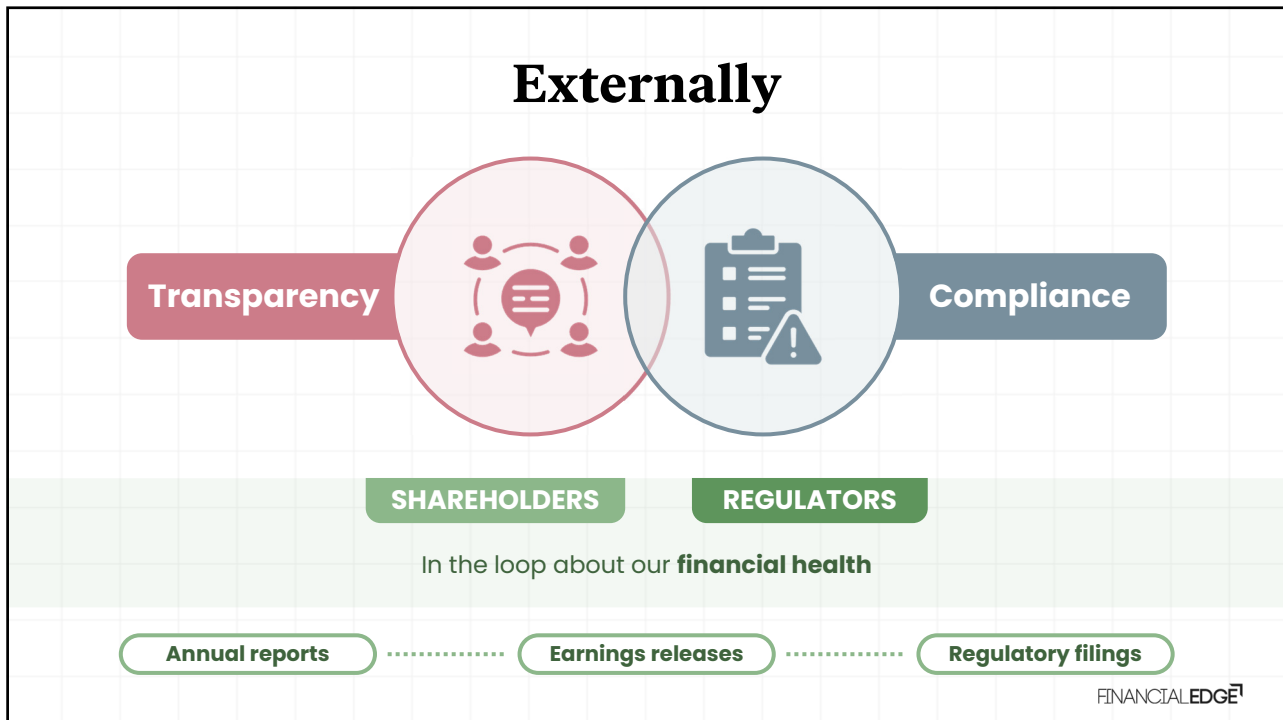 Externally
Transparency
Compliance
SHAREHOLDERS
REGULATORS
In the loop about our financial health
Annual reports
Earnings releases
Regulatory filings
FINANCIALEDGE